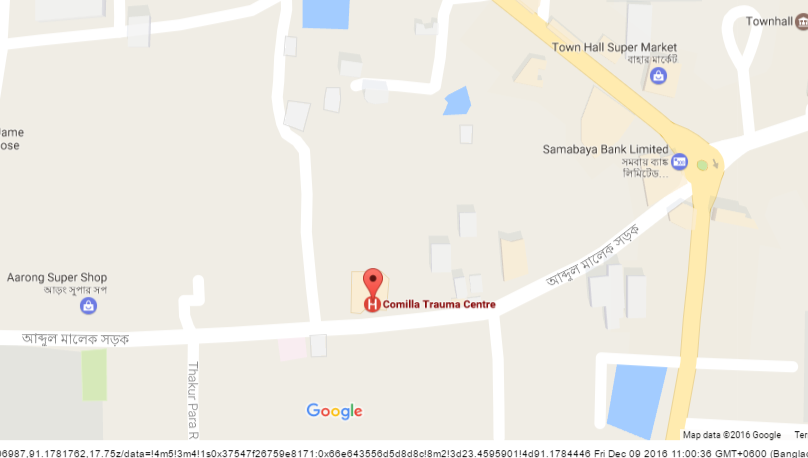 Townhall
Town Hall Super Market
বাহার মার্কেট
Jame
ose
Samabaya Bank Limited
সমবায় ব্যাঙ্ক
লিমিটেড...
আব্দুল মালেক সড়ক
Aarong Super Shop
আড়ং সুপার সপ
H Comilla Trauma Centre
আব্দুল মালেক সড়ক
Thakur Para R
Google
Map data ©2016 Google Ter
06987,91.1781762,17.75z/data=!4m5!3m4!1s0x37547f26759e8171:0x66e643556d5d8d8c!8m2!3d23.4595901!4d91.1784446 Fri Dec 09 2016 11:00:36 GMT+0600 (Banglad